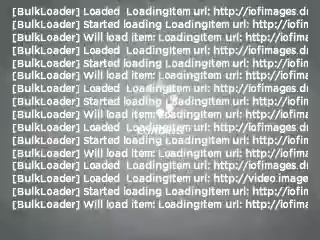 [BulkLoader] Loaded LoadingItem url: http://iofimages.dr
[BulkLoader] Started loading LoadingItem url: http://iofin
[BulkLoader] Will load item: LoadingItem url: http://iofima
[BulkLoader] Loaded LoadingItem url: http://iofimages.dr
[BulkLoader] Started loading LoadingItem url: http://iofin
[BulkLoader] Will load item: LoadingItem url: http://iofima
[BulkLoader] Loaded LoadingItem url: http://iofimages.dr
[BulkLoader] Started loading LoadingItem url: http://iofin
[BulkLoader] Will load item: LoadingItem url: http://iofima
[BulkLoader] Loaded LoadingItem url: http://iofimages.dr
[BulkLoader] Started loading LoadingItem url: http://iofin
[BulkLoader] Will load item: LoadingItem url: http://iofima
[BulkLoader] Loaded LoadingItem url: http://iofimages.dr
[BulkLoader] Loaded LoadingItem url: http://video.image
[BulkLoader] Started loading LoadingItem url: http://iofin
[BulkLoader] Will load item: LoadingItem url: http://iofima